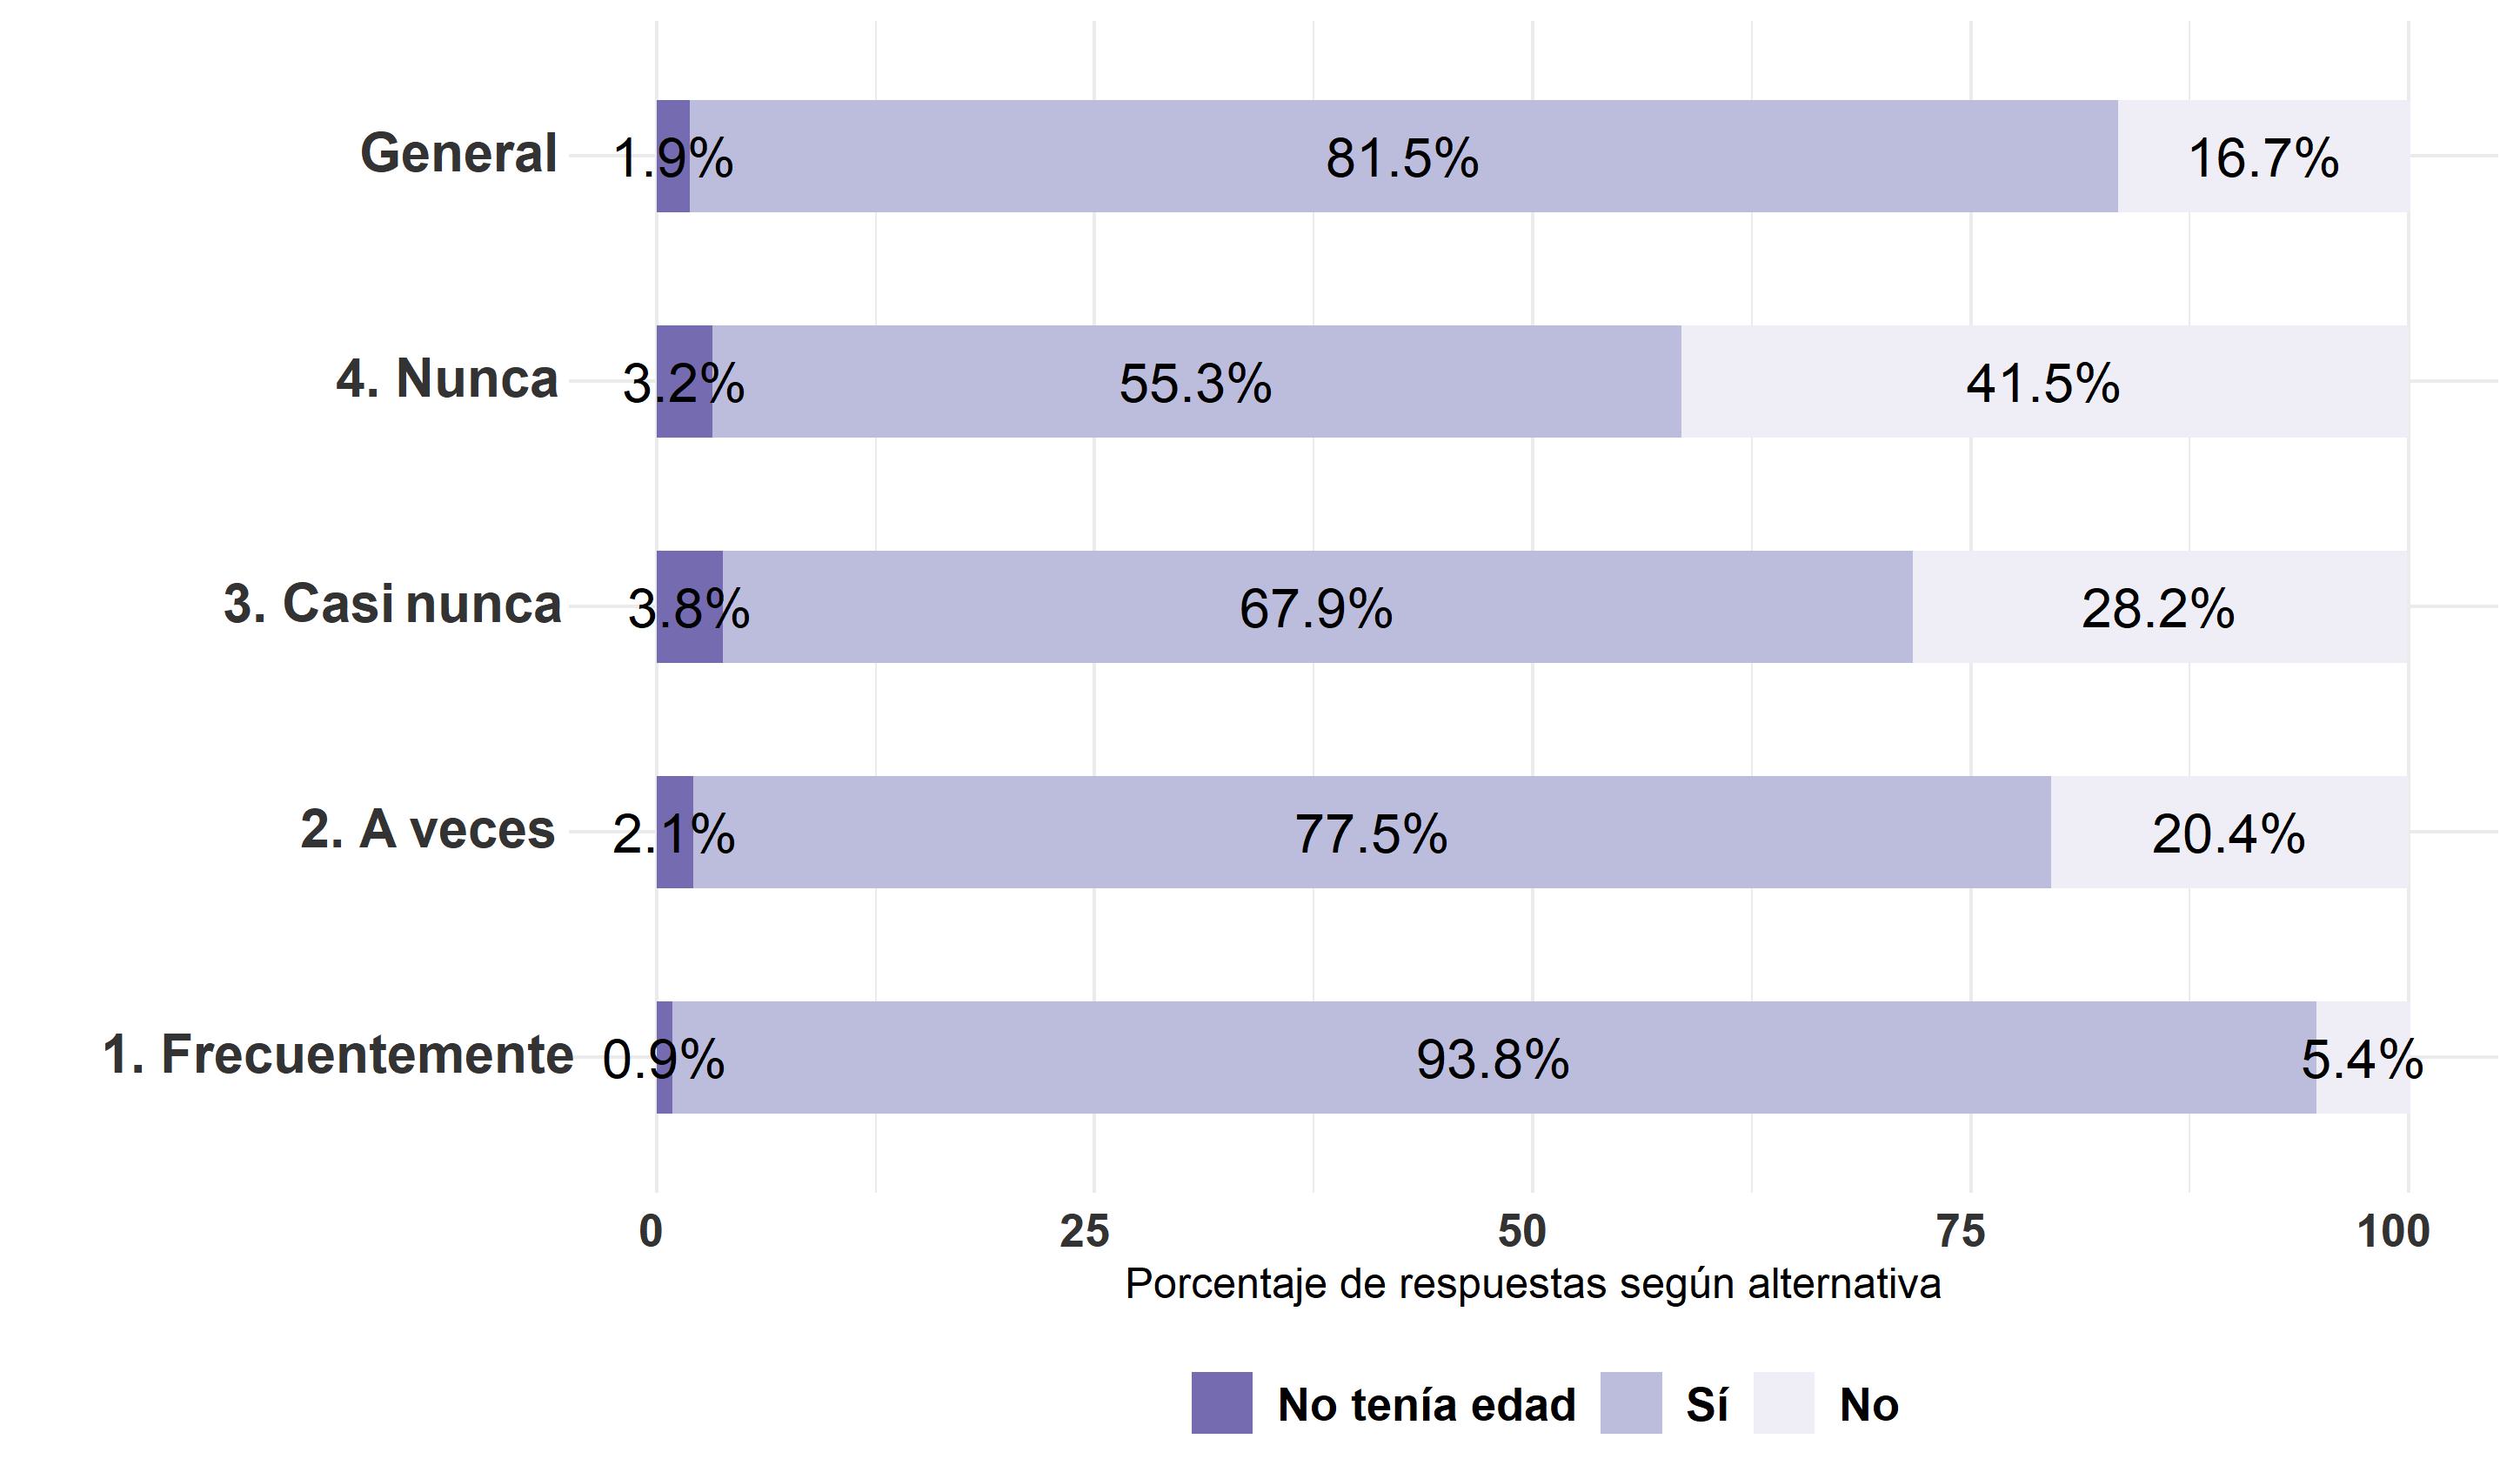 General 1.9% 81.5% 16.7%
4. Nunca 3.2% 55.3% 41.5%
3. Casi nunca 3.8% 67.9% 28.2%
2. A veces 2.1% 77.5% 20.4%
1. Frecuentemente 0.9% 93.8% 5.4%
0 25 50 75 100
Porcentaje de respuestas según alternativa
No tenía edad Sí No